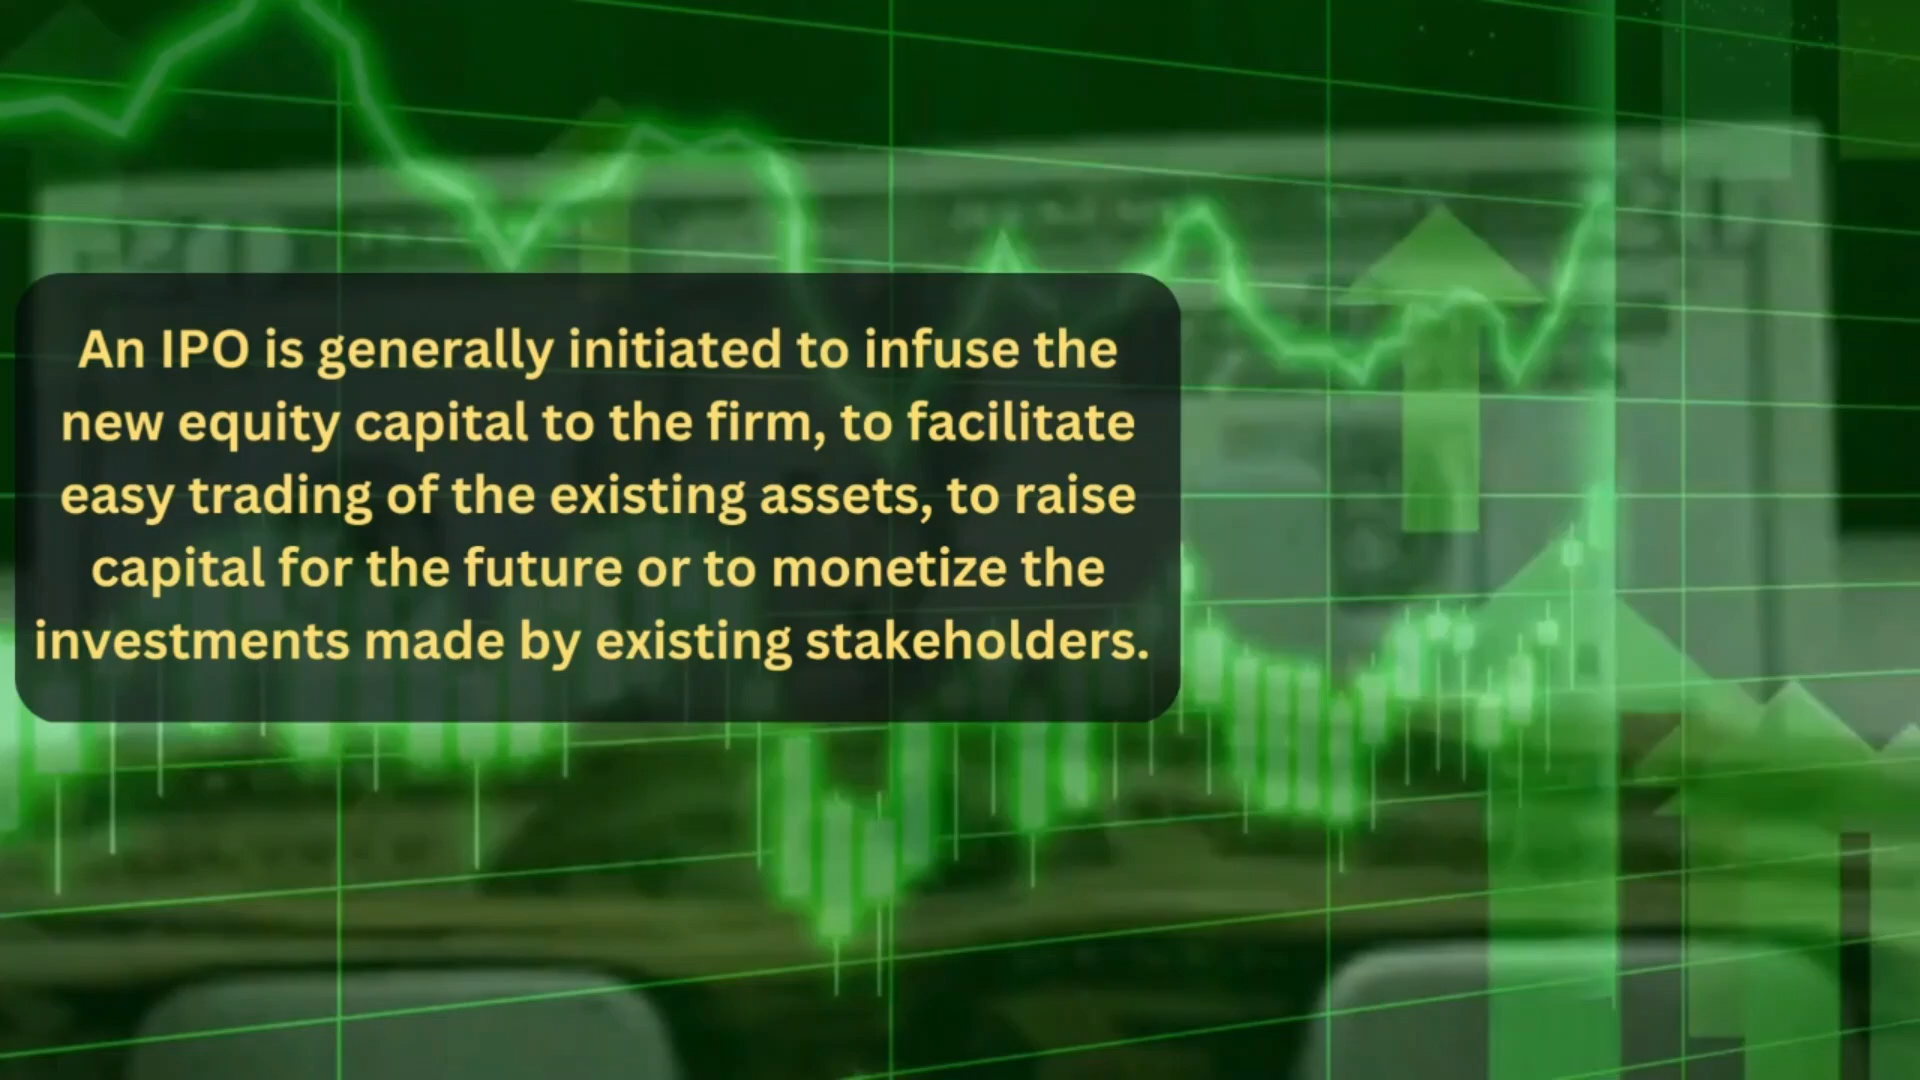 An IPO is generally initiated to infuse the
new equity capital to the firm, to facilitate
easy trading of the existing assets, to raise
capital for the future or to monetize the
investments made by existing stakeholders.